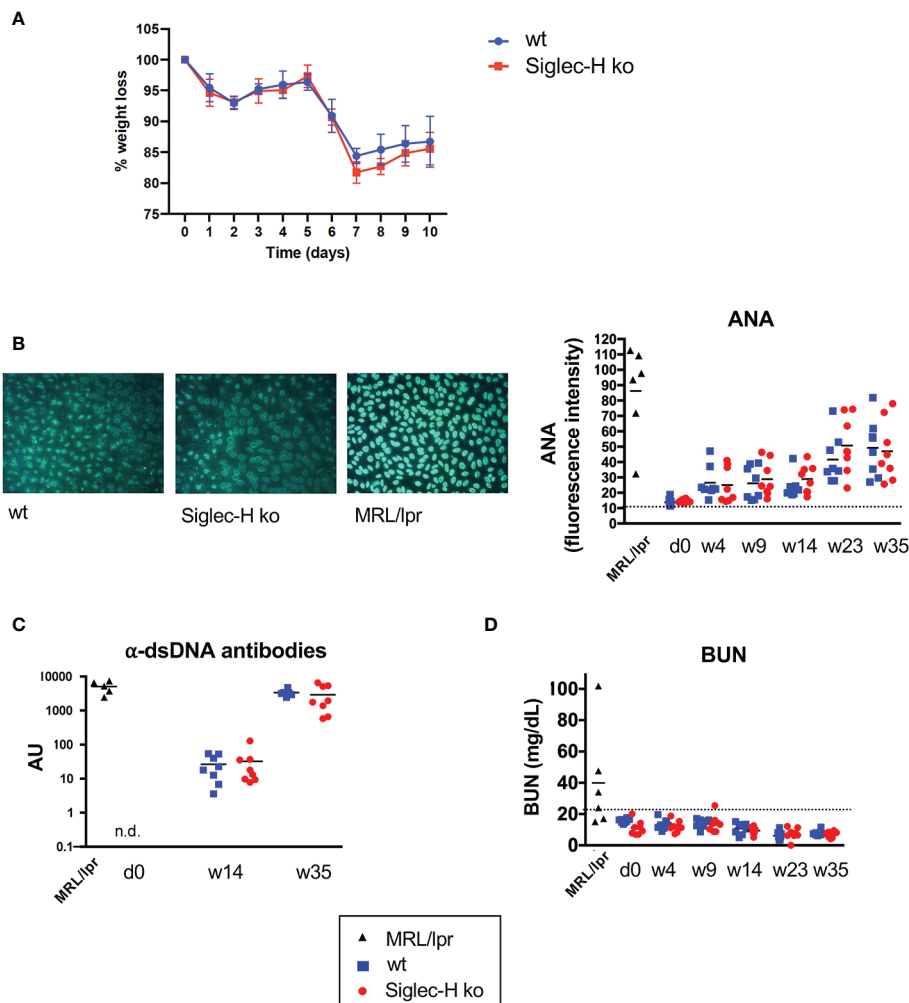 A
wt
Siglec-H ko
105
100
95
90
85
80
75
% weight loss
0 1 2 3 4 5 6 7 8 9 10
Time (days)
B
wt
Siglec-H ko
MRL/lpr
ANA
120
110
100
90
80
70
60
50
40
30
20
10
0
ANA
(fluorescence intensity)
MRL/lpr d0 w4 w9 w14 w23 w35
C
α-dsDNA antibodies
10000
1000
100
10
1
0.1
AU
n.d.
MRL/lpr d0 w14 w35
D
BUN
100
80
60
40
20
0
BUN (mg/dL)
MRL/lpr d0 w4 w9 w14 w23 w35
MRL/lpr
wt
Siglec-H ko